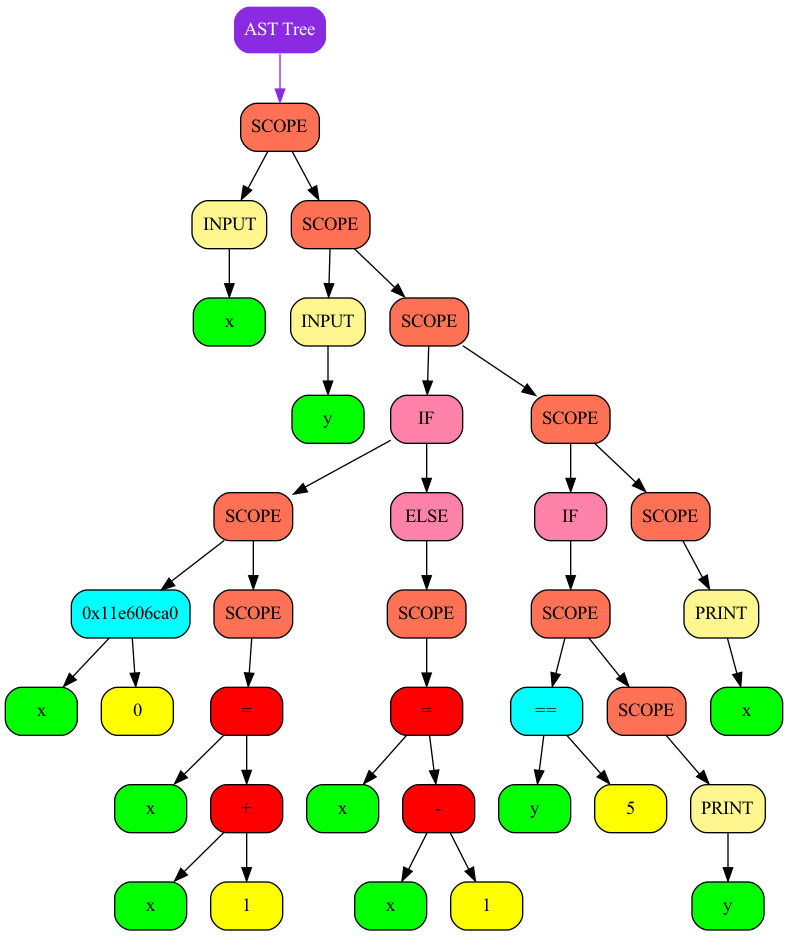 AST Tree
SCOPE
INPUT
SCOPE
x
INPUT
SCOPE
y
IF
SCOPE
SCOPE
ELSE
IF
SCOPE
0x11e606ca0
SCOPE
SCOPE
SCOPE
PRINT
x
0
=
=
==
SCOPE
x
x
+
x
-
y
5
PRINT
x
1
x
1
y